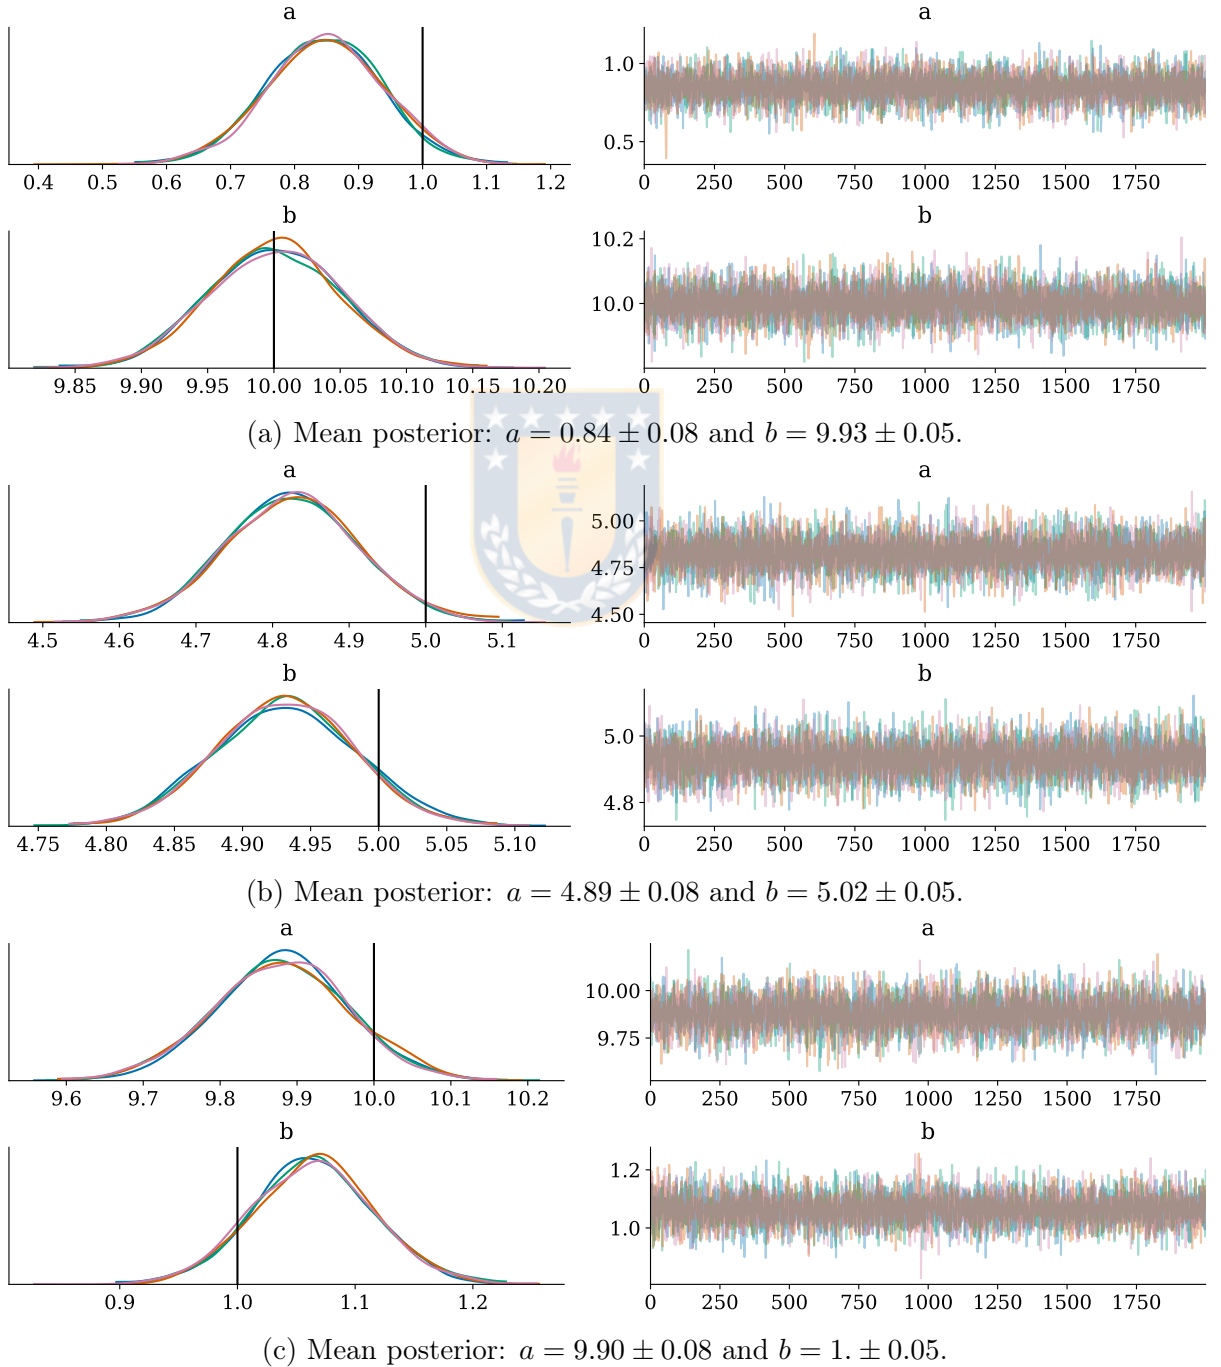 a
a
1.0
0.5
0.4 0.5 0.6 0.7 0.8 0.9 1.0 1.1 1.2
0 250 500 750 1000 1250 1500 1750
b
b
10.2
10.0
9.85 9.90 9.95 10.00 10.05 10.10 10.15 10.20
0 250 500 750 1000 1250 1500 1750
(a) Mean posterior: a = 0.84 ± 0.08 and b = 9.93 ± 0.05.
a
a
5.00
4.75
4.50
4.5 4.6 4.7 4.8 4.9 5.0 5.1
0 250 500 750 1000 1250 1500 1750
b
b
5.0
4.8
4.75 4.80 4.85 4.90 4.95 5.00 5.05 5.10
0 250 500 750 1000 1250 1500 1750
(b) Mean posterior: a = 4.89 ± 0.08 and b = 5.02 ± 0.05.
a
a
10.00
9.75
9.6 9.7 9.8 9.9 10.0 10.1 10.2
0 250 500 750 1000 1250 1500 1750
b
b
1.2
1.0
0.9 1.0 1.1 1.2
0 250 500 750 1000 1250 1500 1750
(c) Mean posterior: a = 9.90 ± 0.08 and b = 1. ± 0.05.